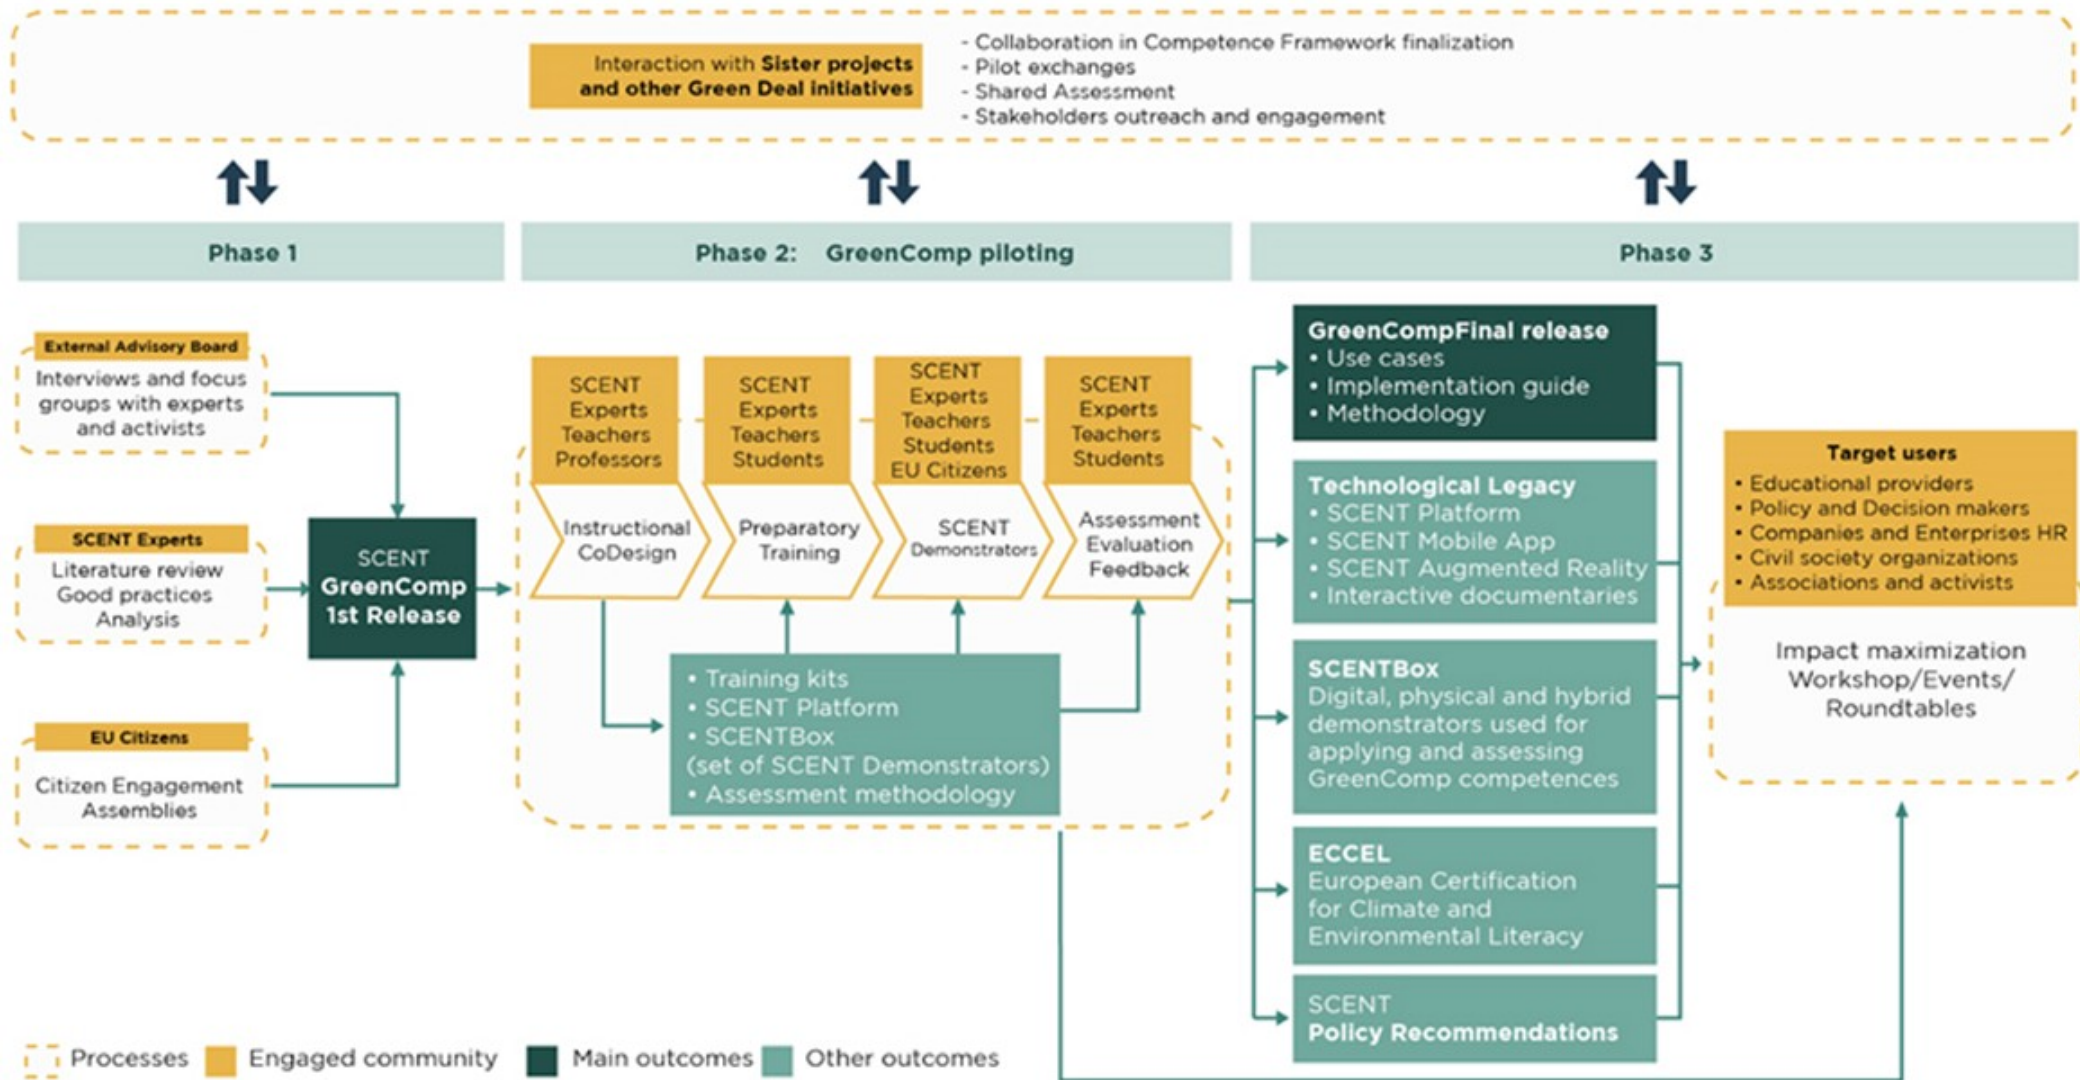 Interaction with Sister projects
and other Green Deal initiatives
- Collaboration in Competence Framework finalization
- Pilot exchanges
- Shared Assessment
- Stakeholders outreach and engagement
Phase 1
Phase 2: GreenComp piloting
Phase 3
External Advisory Board
Interviews and focus
groups with experts
and activists
SCENT Experts
Literature review
Good practices
Analysis
EU Citizens
Citizen Engagement
Assemblies
SCENT
GreenComp
1st Release
SCENT
Experts
Teachers
Professors
Instructional
CoDesign
SCENT
Experts
Teachers
Students
Preparatory
Training
SCENT
Experts
Teachers
Students
EU Citizens
SCENT
Demonstrators
SCENT
Experts
Teachers
Students
Assessment
Evaluation
Feedback
• Training kits
• SCENT Platform
• SCENTBox
(set of SCENT Demonstrators)
• Assessment methodology
GreenCompFinal release
• Use cases
• Implementation guide
• Methodology
Technological Legacy
• SCENT Platform
• SCENT Mobile App
• SCENT Augmented Reality
• Interactive documentaries
SCENTBox
Digital, physical and hybrid
demonstrators used for
applying and assessing
GreenComp competences
ECCEL
European Certification
for Climate and
Environmental Literacy
SCENT
Policy Recommendations
Target users
• Educational providers
• Policy and Decision makers
• Companies and Enterprises HR
• Civil society organizations
• Associations and activists
Impact maximization
Workshop/Events/
Roundtables
Processes
Engaged community
Main outcomes
Other outcomes